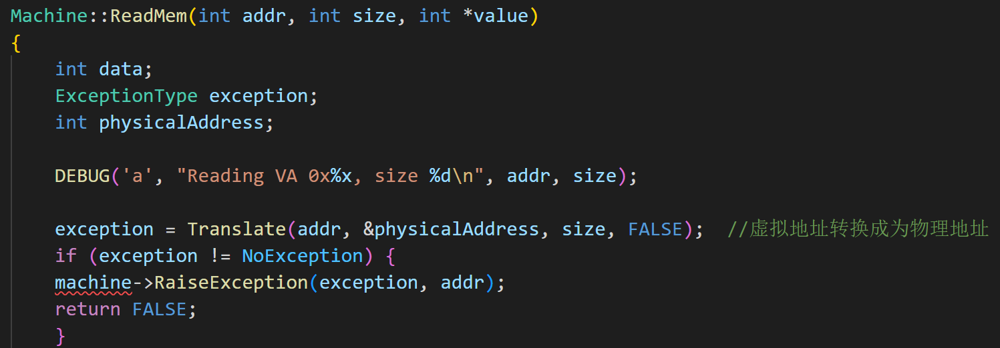 Machine::ReadMem(int addr, int size, int *value)
{
    int data;
    ExceptionType exception;
    int physicalAddress;

    DEBUG('a', "Reading VA 0x%x, size %d\n", addr, size);

    exception = Translate(addr, &physicalAddress, size, FALSE);  //虚拟地址转换成为物理地址
    if (exception != NoException) {
    machine->RaiseException(exception, addr);
    return FALSE;
    }